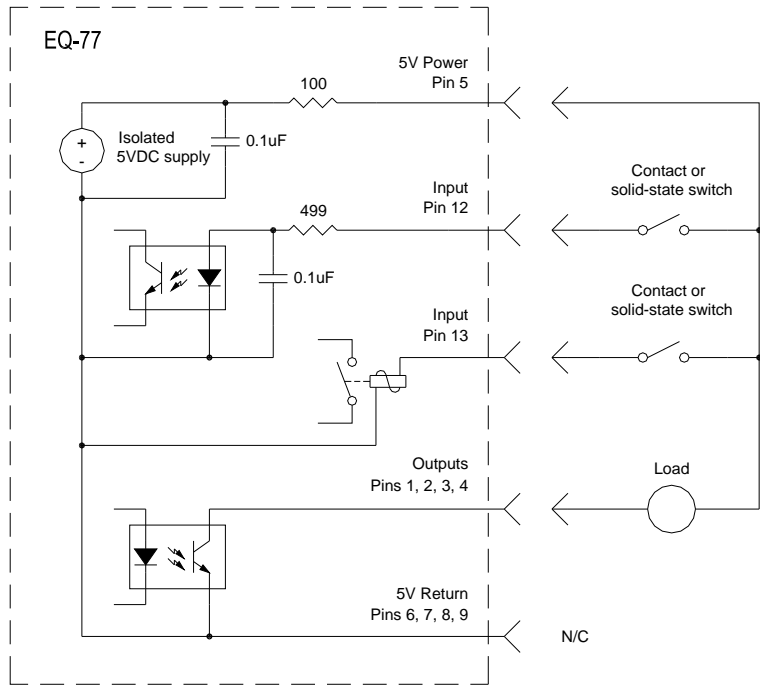 EQ-77
5V Power
Pin 5
100
+
-
Isolated
5VDC supply
0.1uF
Input
Pin 12
499
Contact or
solid-state switch
0.1uF
Input
Pin 13
Contact or
solid-state switch
Outputs
Pins 1, 2, 3, 4
Load
5V Return
Pins 6, 7, 8, 9
N/C